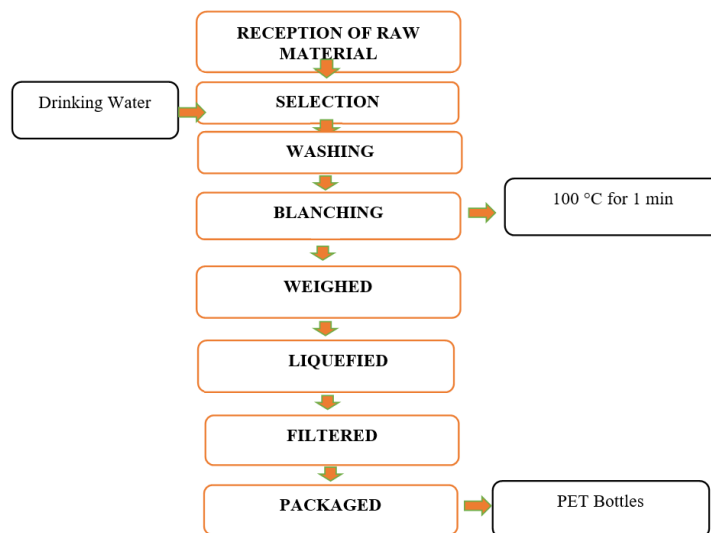 RECEPTION OF RAW
MATERIAL
Drinking Water
SELECTION
WASHING
BLANCHING
100 °C for 1 min
WEIGHED
LIQUEFIED
FILTERED
PACKAGED
PET Bottles